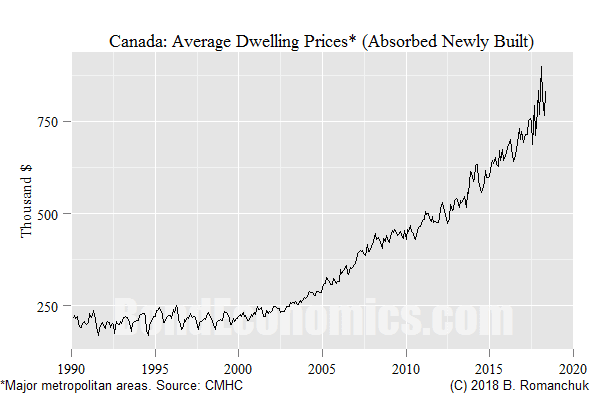 Canada: Average Dwelling Prices* (Absorbed Newly Built)
Thousand $
750
500
250
BondEconomics.com
1990 1995 2000 2005 2010 2015 2020
*Major metropolitan areas. Source: CMHC (C) 2018 B. Romanchuk